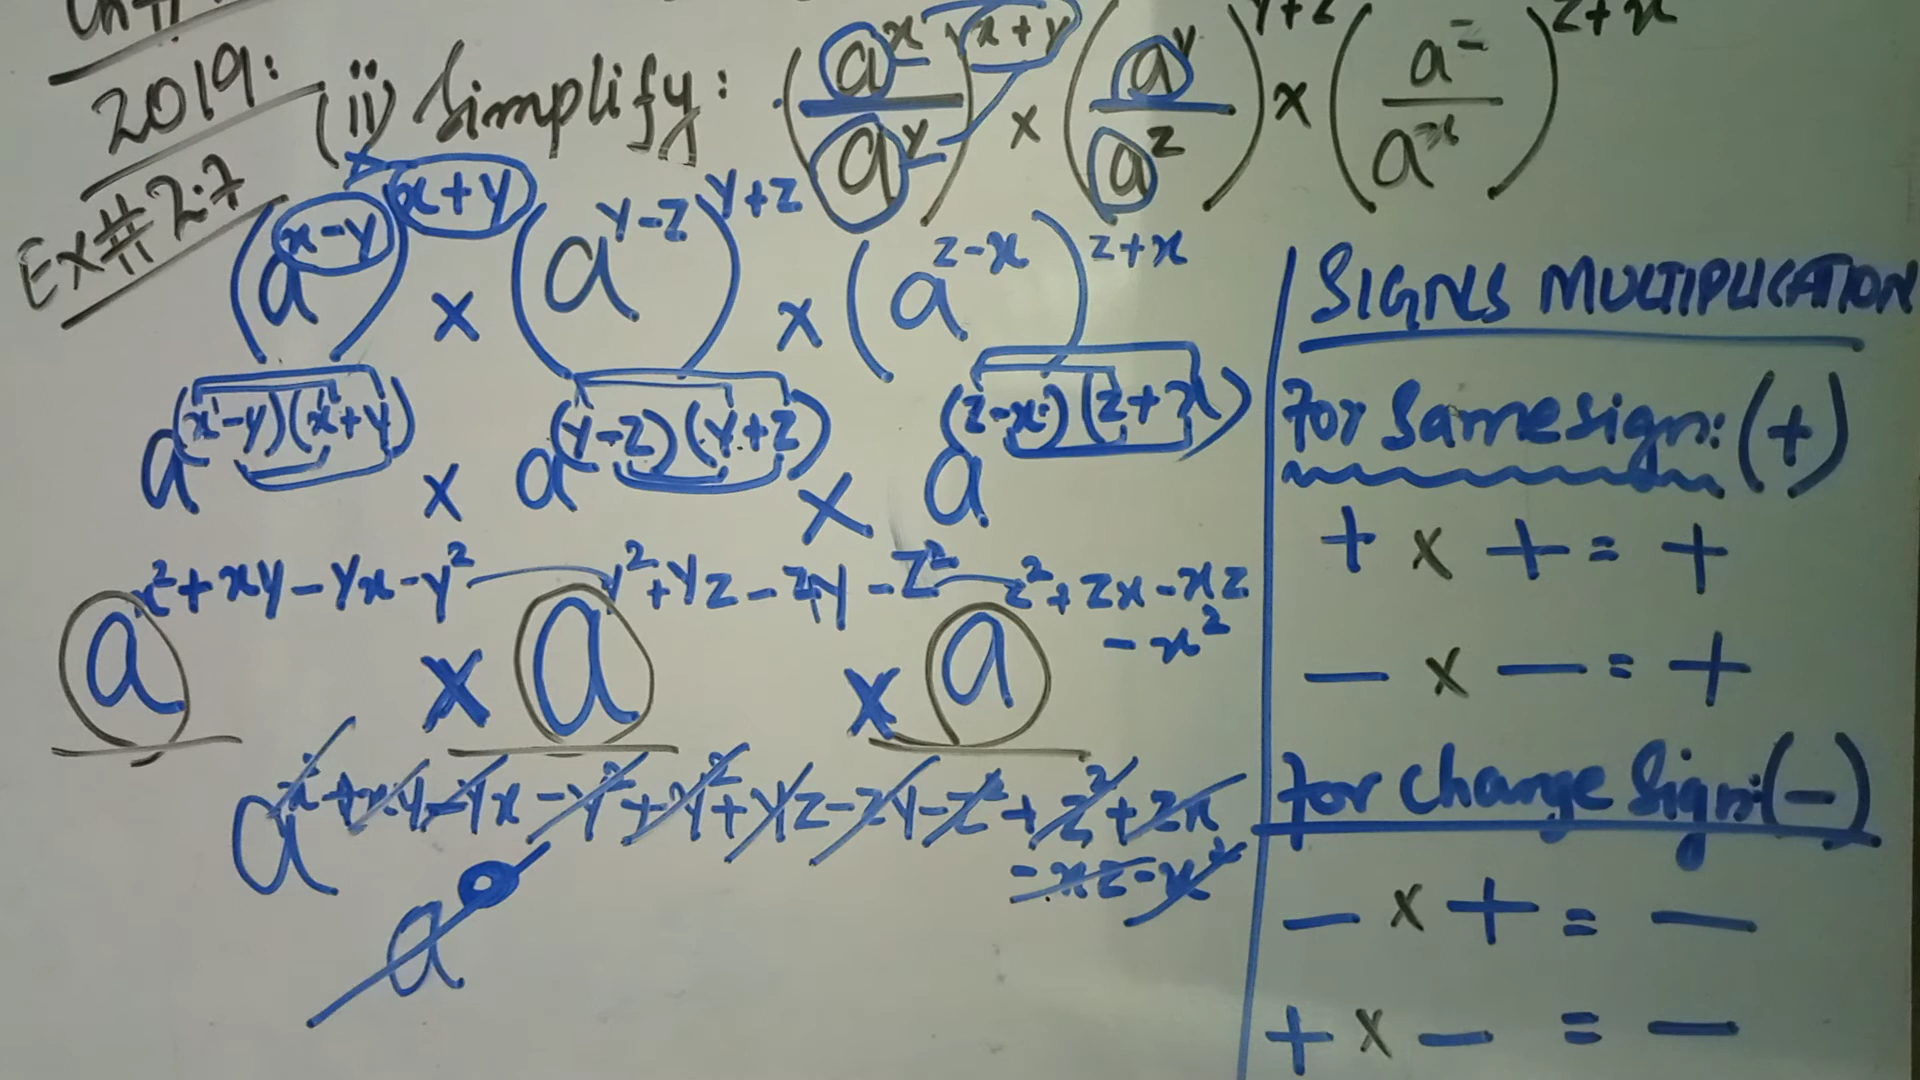 2019:
Ex#2.7
(ii) Simplify: (a^x/a^y)^x+y × (a^y/a^z)^y+z × (a^z/a^x)^z+x
(a^x-y)^x+y × (a^y-z)^y+z × (a^z-x)^z+x
a^(x-y)(x+y) × a^(y-z)(y+z) × a^(z-x)(z+x)
a^x²+xy-yx-y² × a^y²+yz-zy-z² × a^z²+zx-xz-x²
a^x²+xy-yx-y²+y²+yz-zy-z²+z²+zx-xz-x²
a^0
SIGNS MULTIPLICATION
For Same sign: (+)
+ × + = +
- × - = +
For Change Sign: (-)
- × + = -
+ × - = -